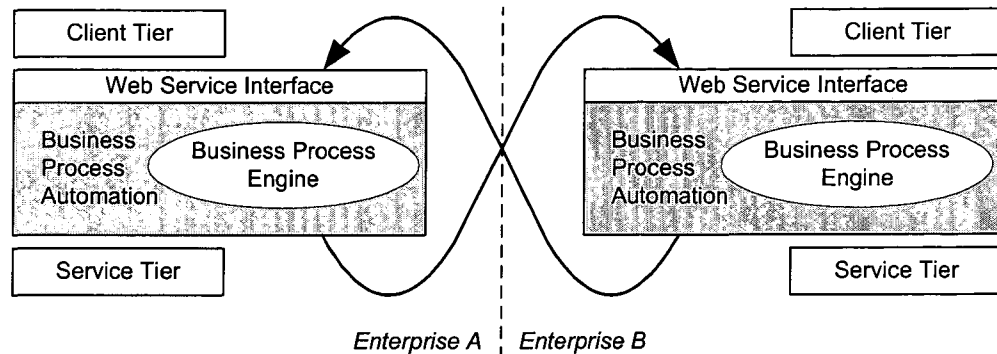 Client Tier
Web Service Interface
Business
Process
Automation
Business Process
Engine
Service Tier
Enterprise A
Client Tier
Web Service Interface
Business
Process
Automation
Business Process
Engine
Service Tier
Enterprise B